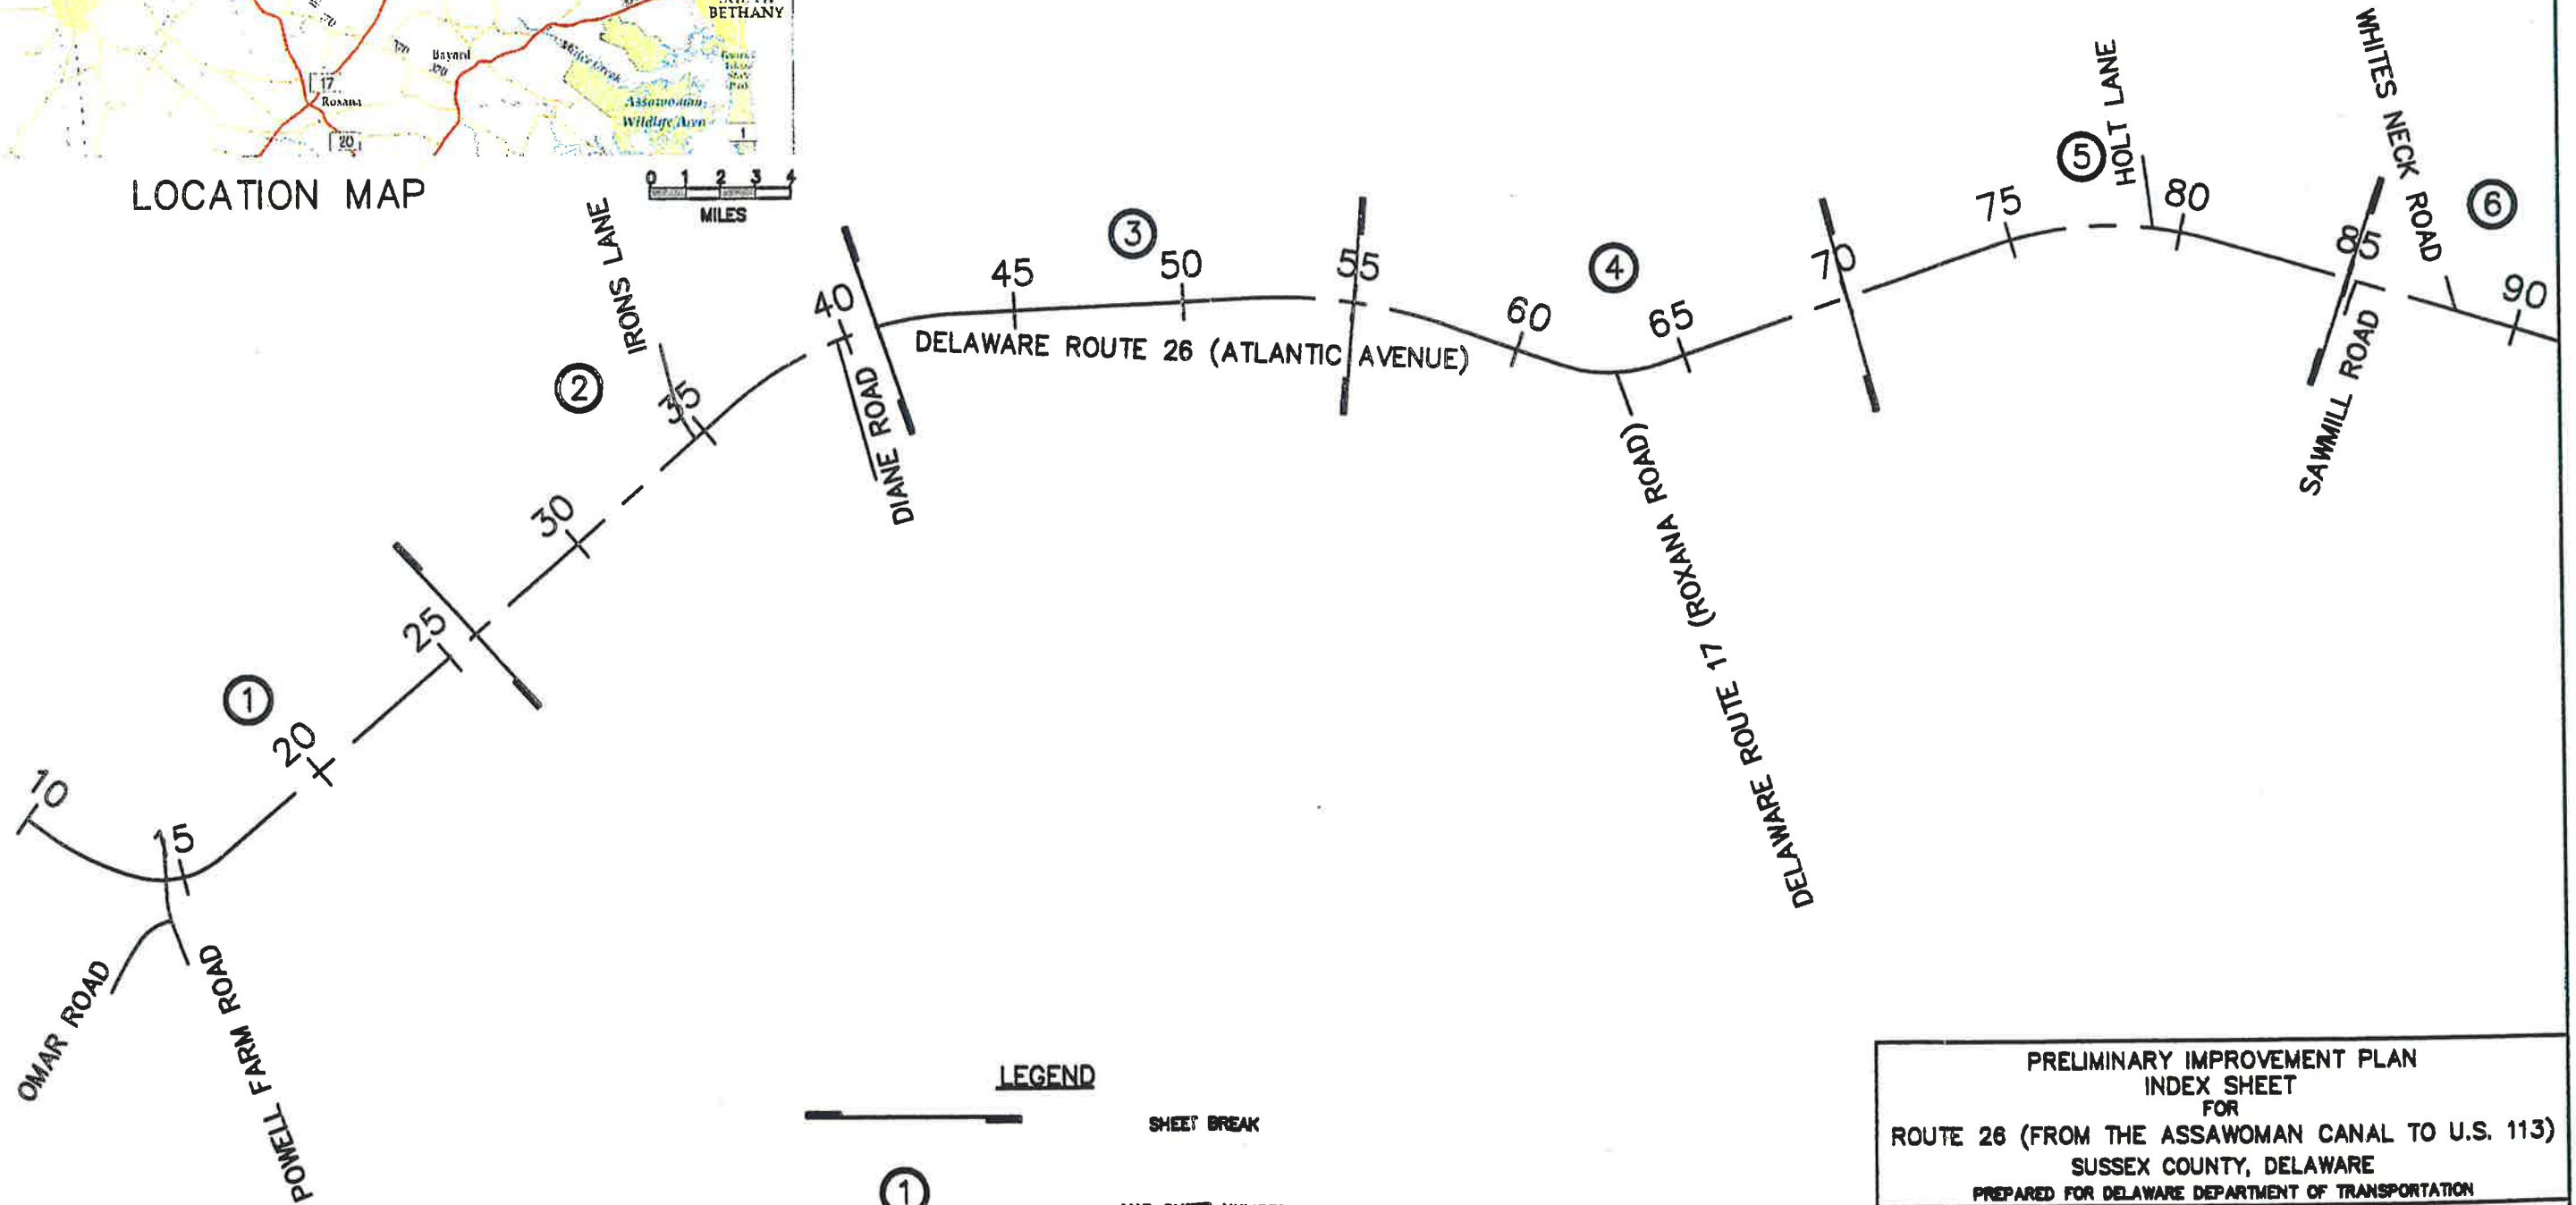 BETHANY
Bayard
370
17
Roxana
20
Assawoman
Wildlife Area
LOCATION MAP
0 1 2 3 4
MILES
IRONS LANE
HOLT LANE
WHITES NECK ROAD
1
2
3
4
5
6
10
15
20
25
30
35
40
45
50
55
60
65
70
75
80
85
90
DELAWARE ROUTE 26 (ATLANTIC AVENUE)
DIANE ROAD
DELAWARE ROUTE 17 (ROXANA ROAD)
SAWMILL ROAD
OMAR ROAD
POWELL FARM ROAD
LEGEND
SHEET BREAK
1
PRELIMINARY IMPROVEMENT PLAN
INDEX SHEET
FOR
ROUTE 26 (FROM THE ASSAWOMAN CANAL TO U.S. 113)
SUSSEX COUNTY, DELAWARE
PREPARED FOR DELAWARE DEPARTMENT OF TRANSPORTATION